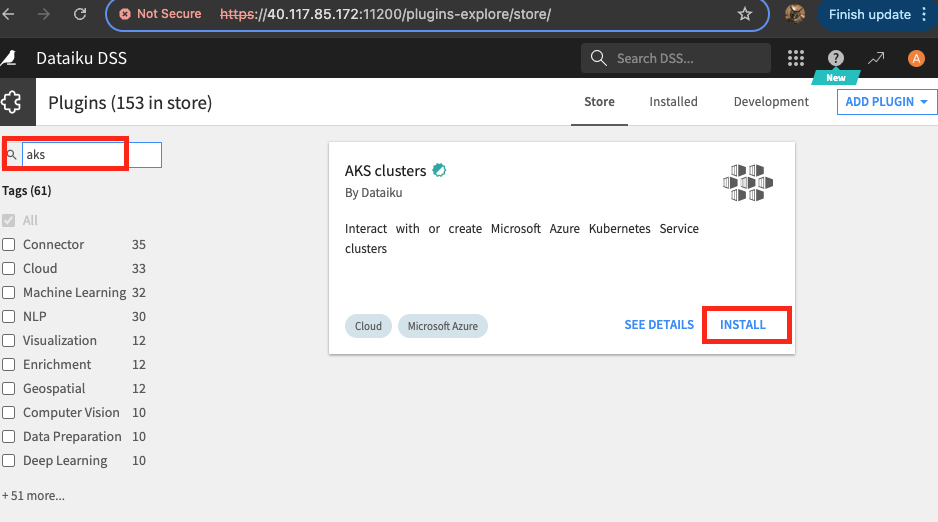 Not Secure https://40.117.85.172:11200/plugins-explore/store/ Finish update
Dataiku DSS Search DSS... ? A
New
Plugins (153 in store) Store Installed Development ADD PLUGIN
aks
Tags (61)
All
Connector 35
Cloud 33
Machine Learning 32
NLP 30
Visualization 12
Enrichment 12
Geospatial 12
Computer Vision 10
Data Preparation 10
Deep Learning 10
+ 51 more...
AKS clusters
By Dataiku
Interact with or create Microsoft Azure Kubernetes Service
clusters
Cloud Microsoft Azure SEE DETAILS INSTALL